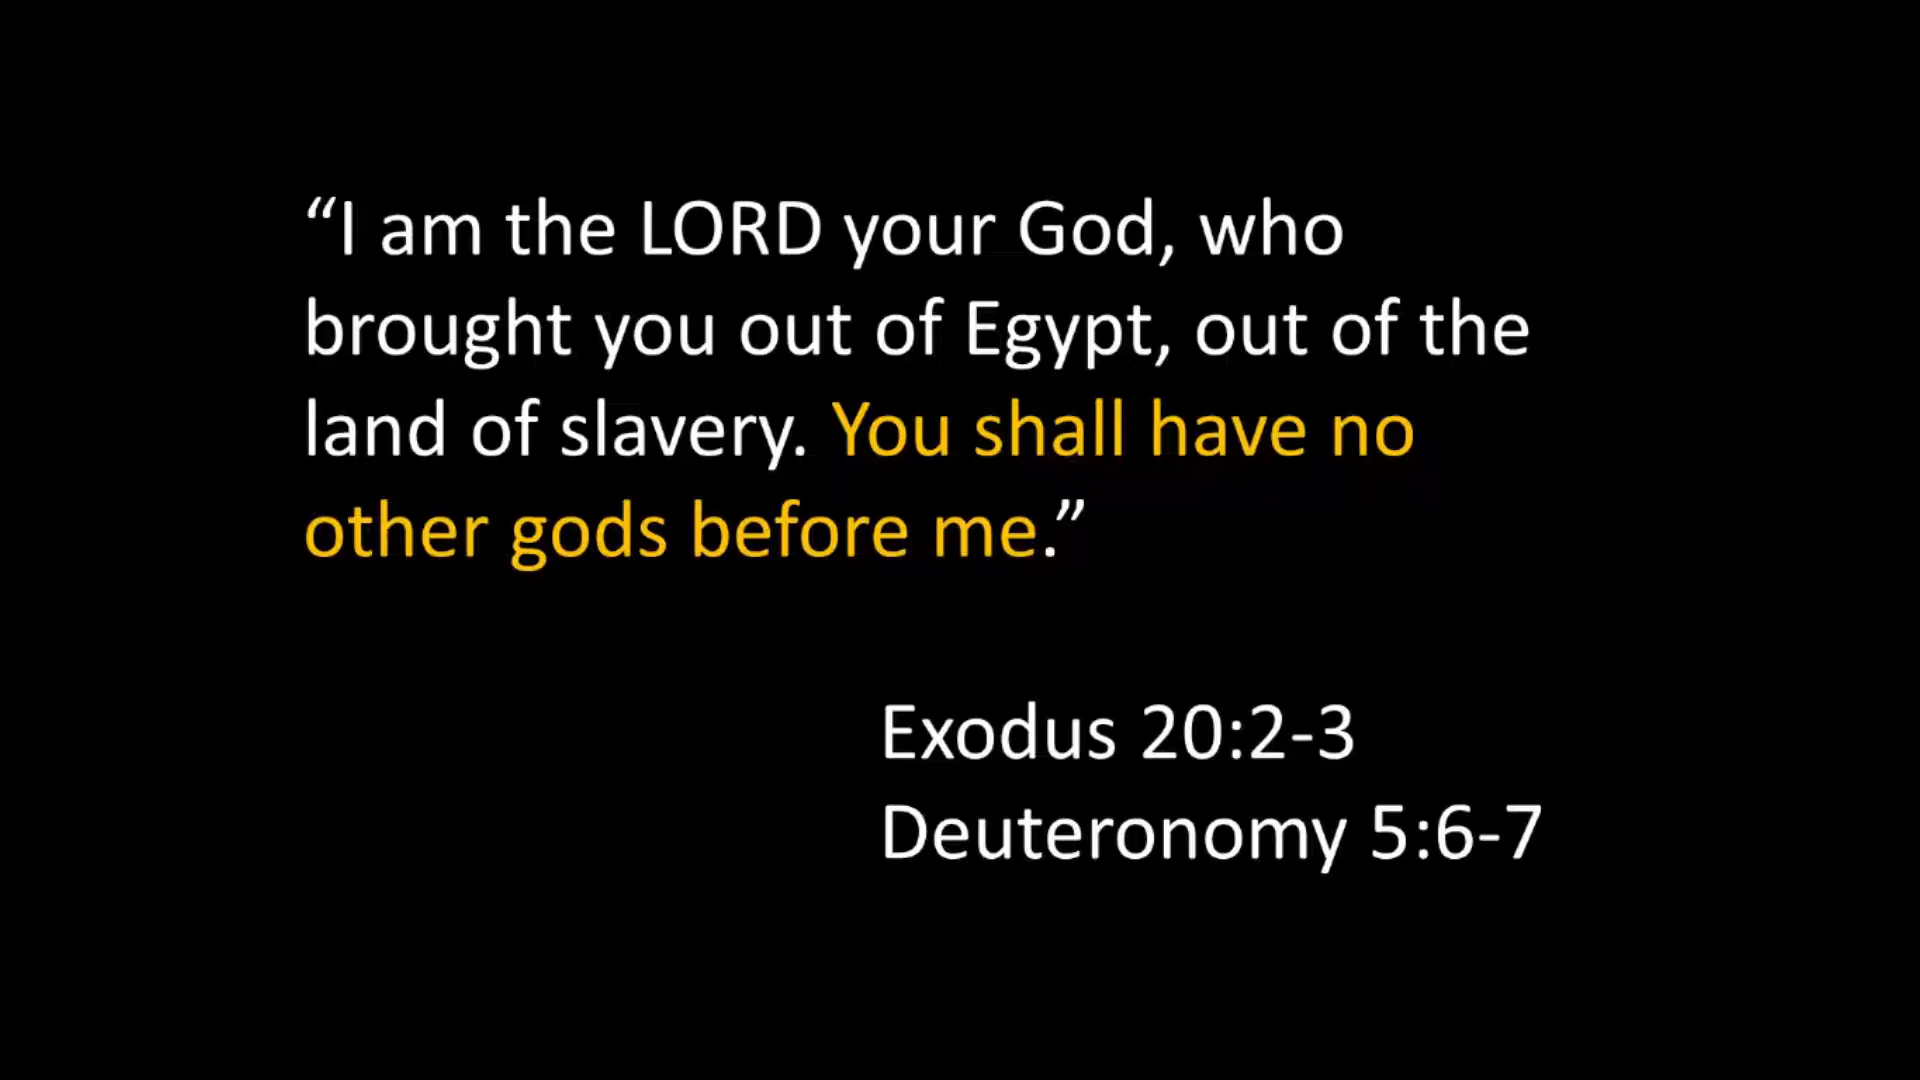 “I am the LORD your God, who
brought you out of Egypt, out of the
land of slavery. You shall have no
other gods before me.”
Exodus 20:2-3
Deuteronomy 5:6-7